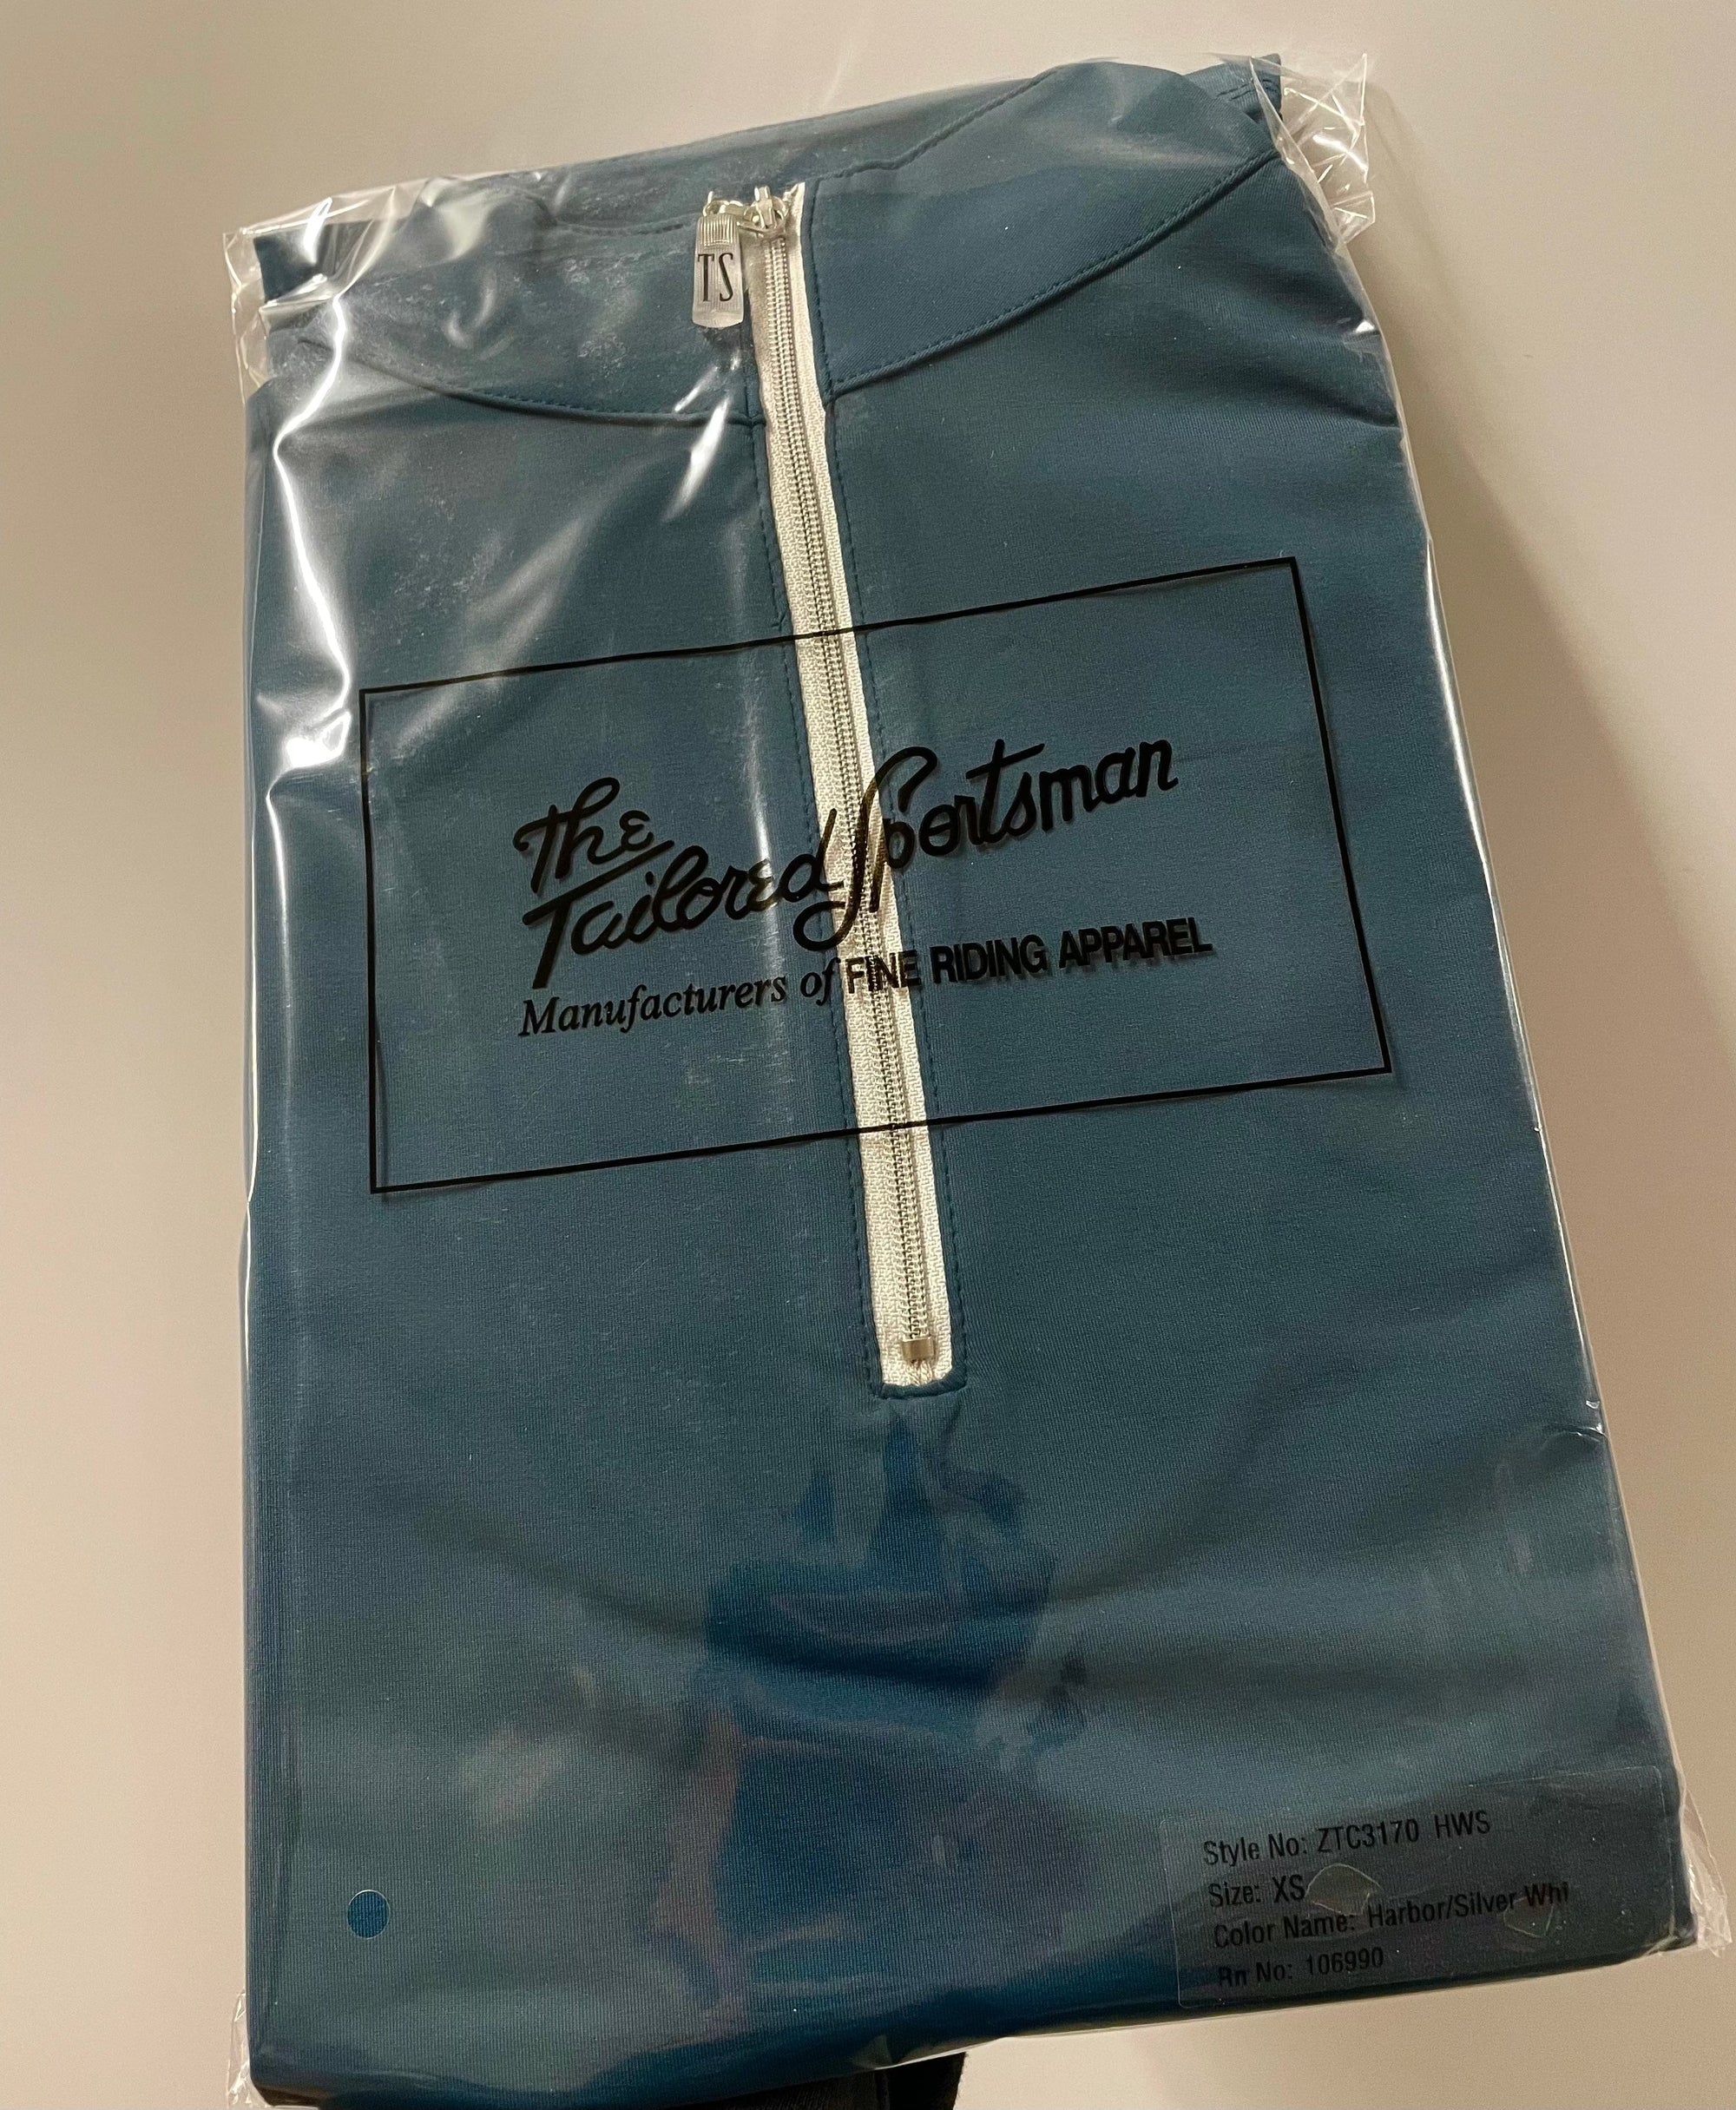 TS
The
Tailored Sportsman
Manufacturers of FINE RIDING APPAREL
Style No: ZTC3170 HWS
Size: XS
Color Name: Harbor/Silver Whi
Rn No: 106990